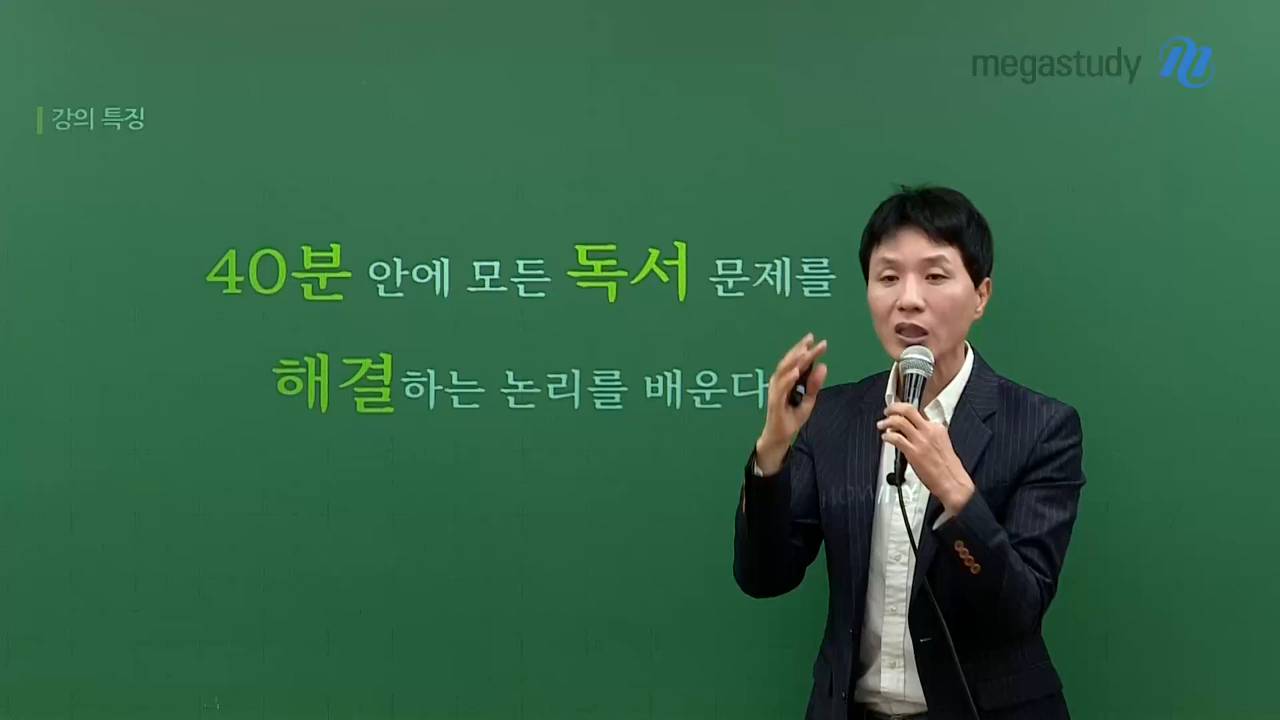 megastudy
강의 특징
40분 안에 모든 독서 문제를
해결하는 논리를 배운다